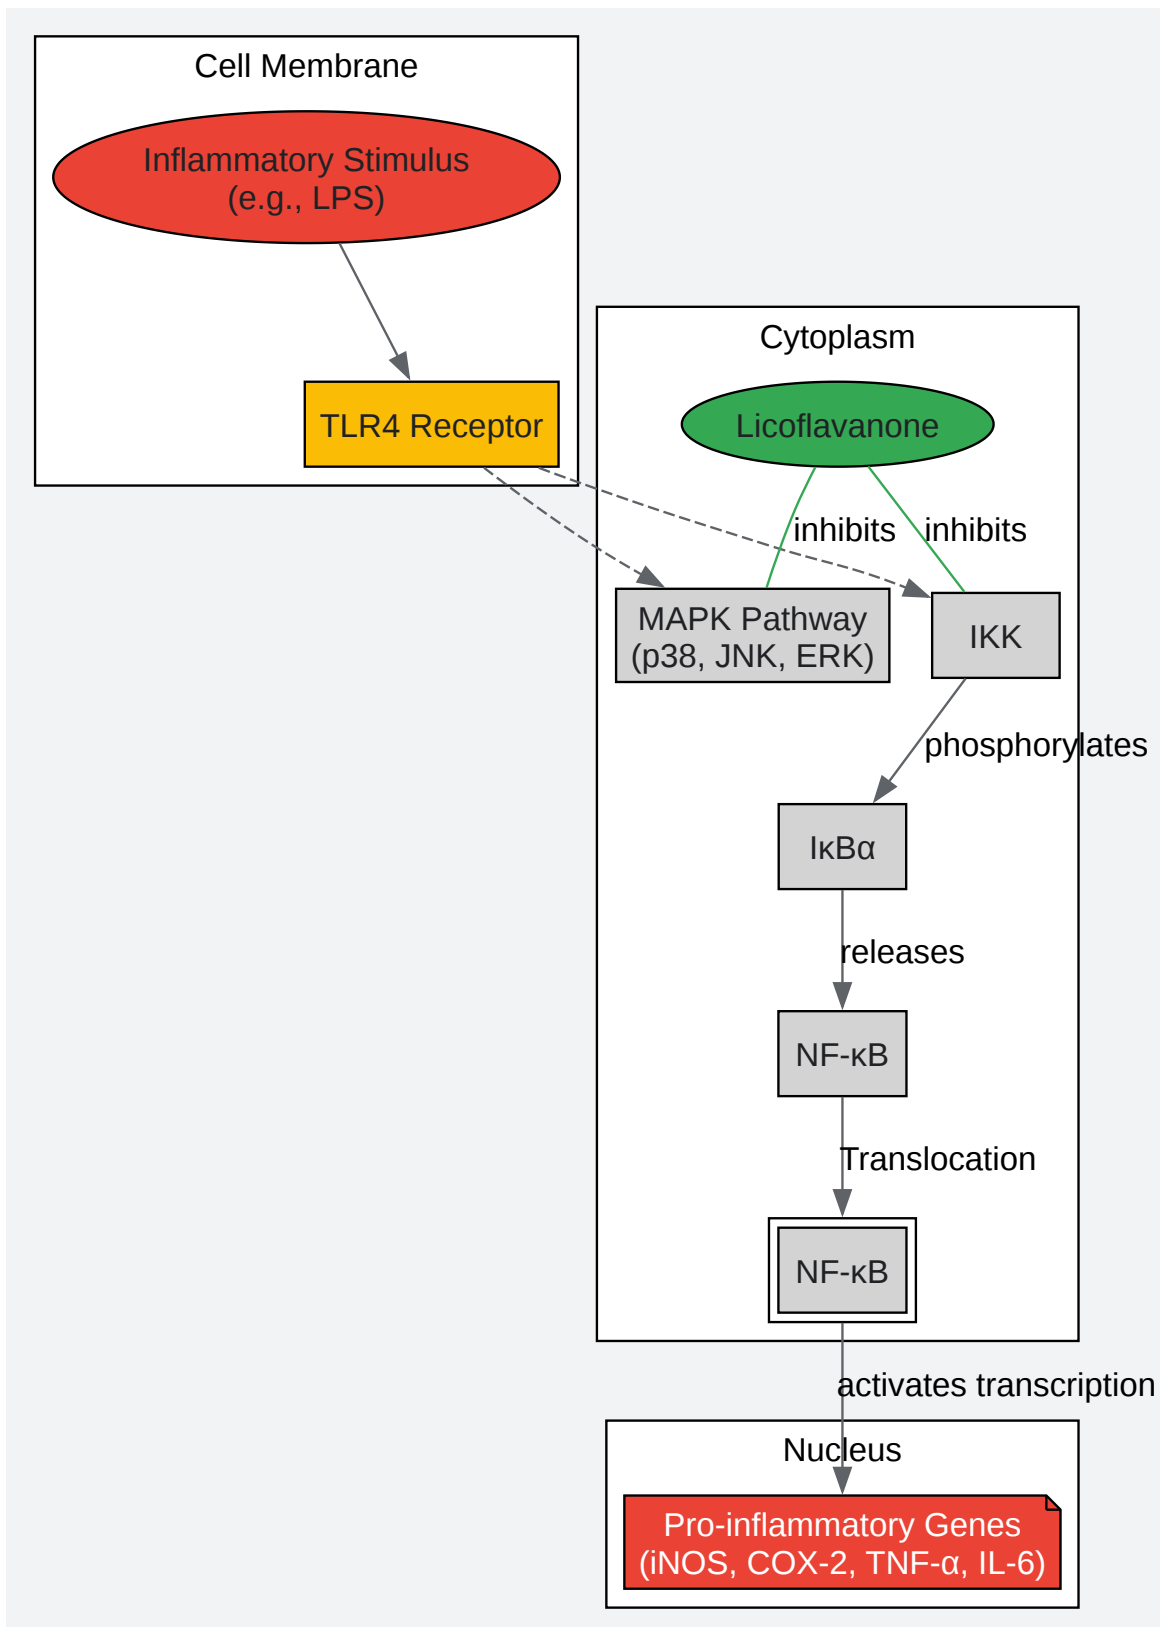 Cell Membrane
Inflammatory Stimulus
(e.g., LPS)
TLR4 Receptor
Cytoplasm
Licoflavanone
inhibits
inhibits
MAPK Pathway
(p38, JNK, ERK)
IKK
phosphorylates
IκBα
releases
NF-κB
Translocation
NF-κB
activates transcription
Nucleus
Pro-inflammatory Genes
(iNOS, COX-2, TNF-α, IL-6)